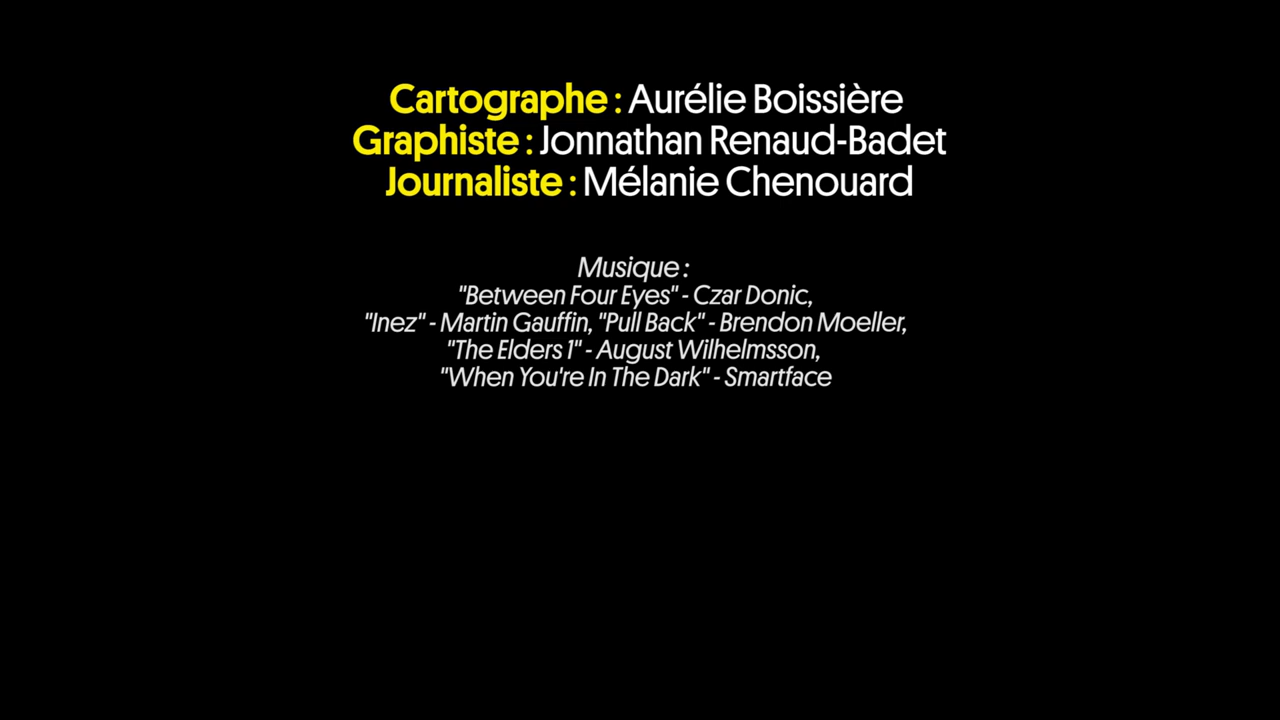 Cartographe : Aurélie Boissière
Graphiste : Jonnathan Renaud-Badet
Journaliste : Mélanie Chenouard
Musique :
"Between Four Eyes" - Czar Donic,
"Inez" - Martin Gauffin, "Pull Back" - Brendon Moeller,
"The Elders 1" - August Wilhelmsson,
"When You're In The Dark" - Smartface